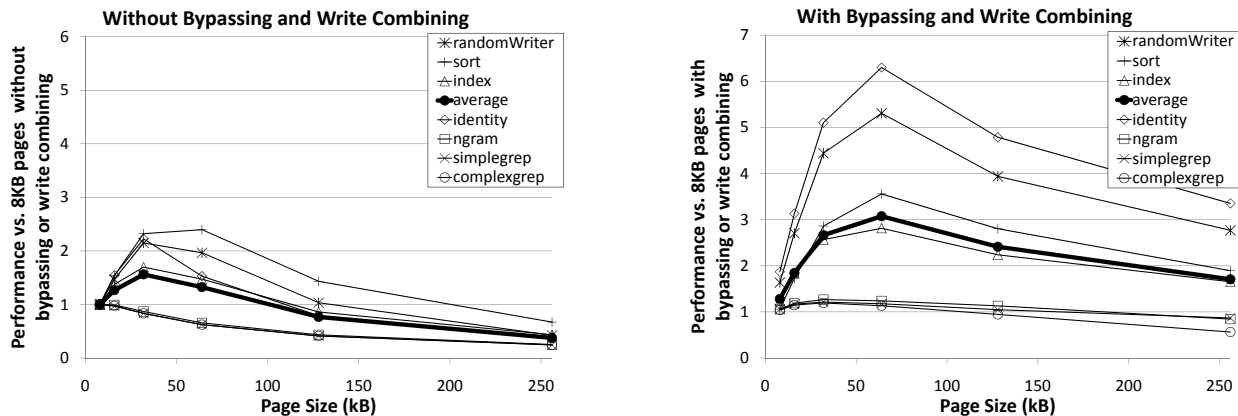 Without Bypassing and Write Combining
Performance vs. 8KB pages without
bypassing or write combining
6
5
4
3
2
1
0
0
50
100
150
200
250
Page Size (kB)
randomWriter
sort
index
average
identity
ngram
simplegrep
complexgrep
With Bypassing and Write Combining
Performance vs. 8KB pages with
bypassing or write combining
7
6
5
4
3
2
1
0
0
50
100
150
200
250
Page Size (kB)
randomWriter
sort
index
average
identity
ngram
simplegrep
complexgrep